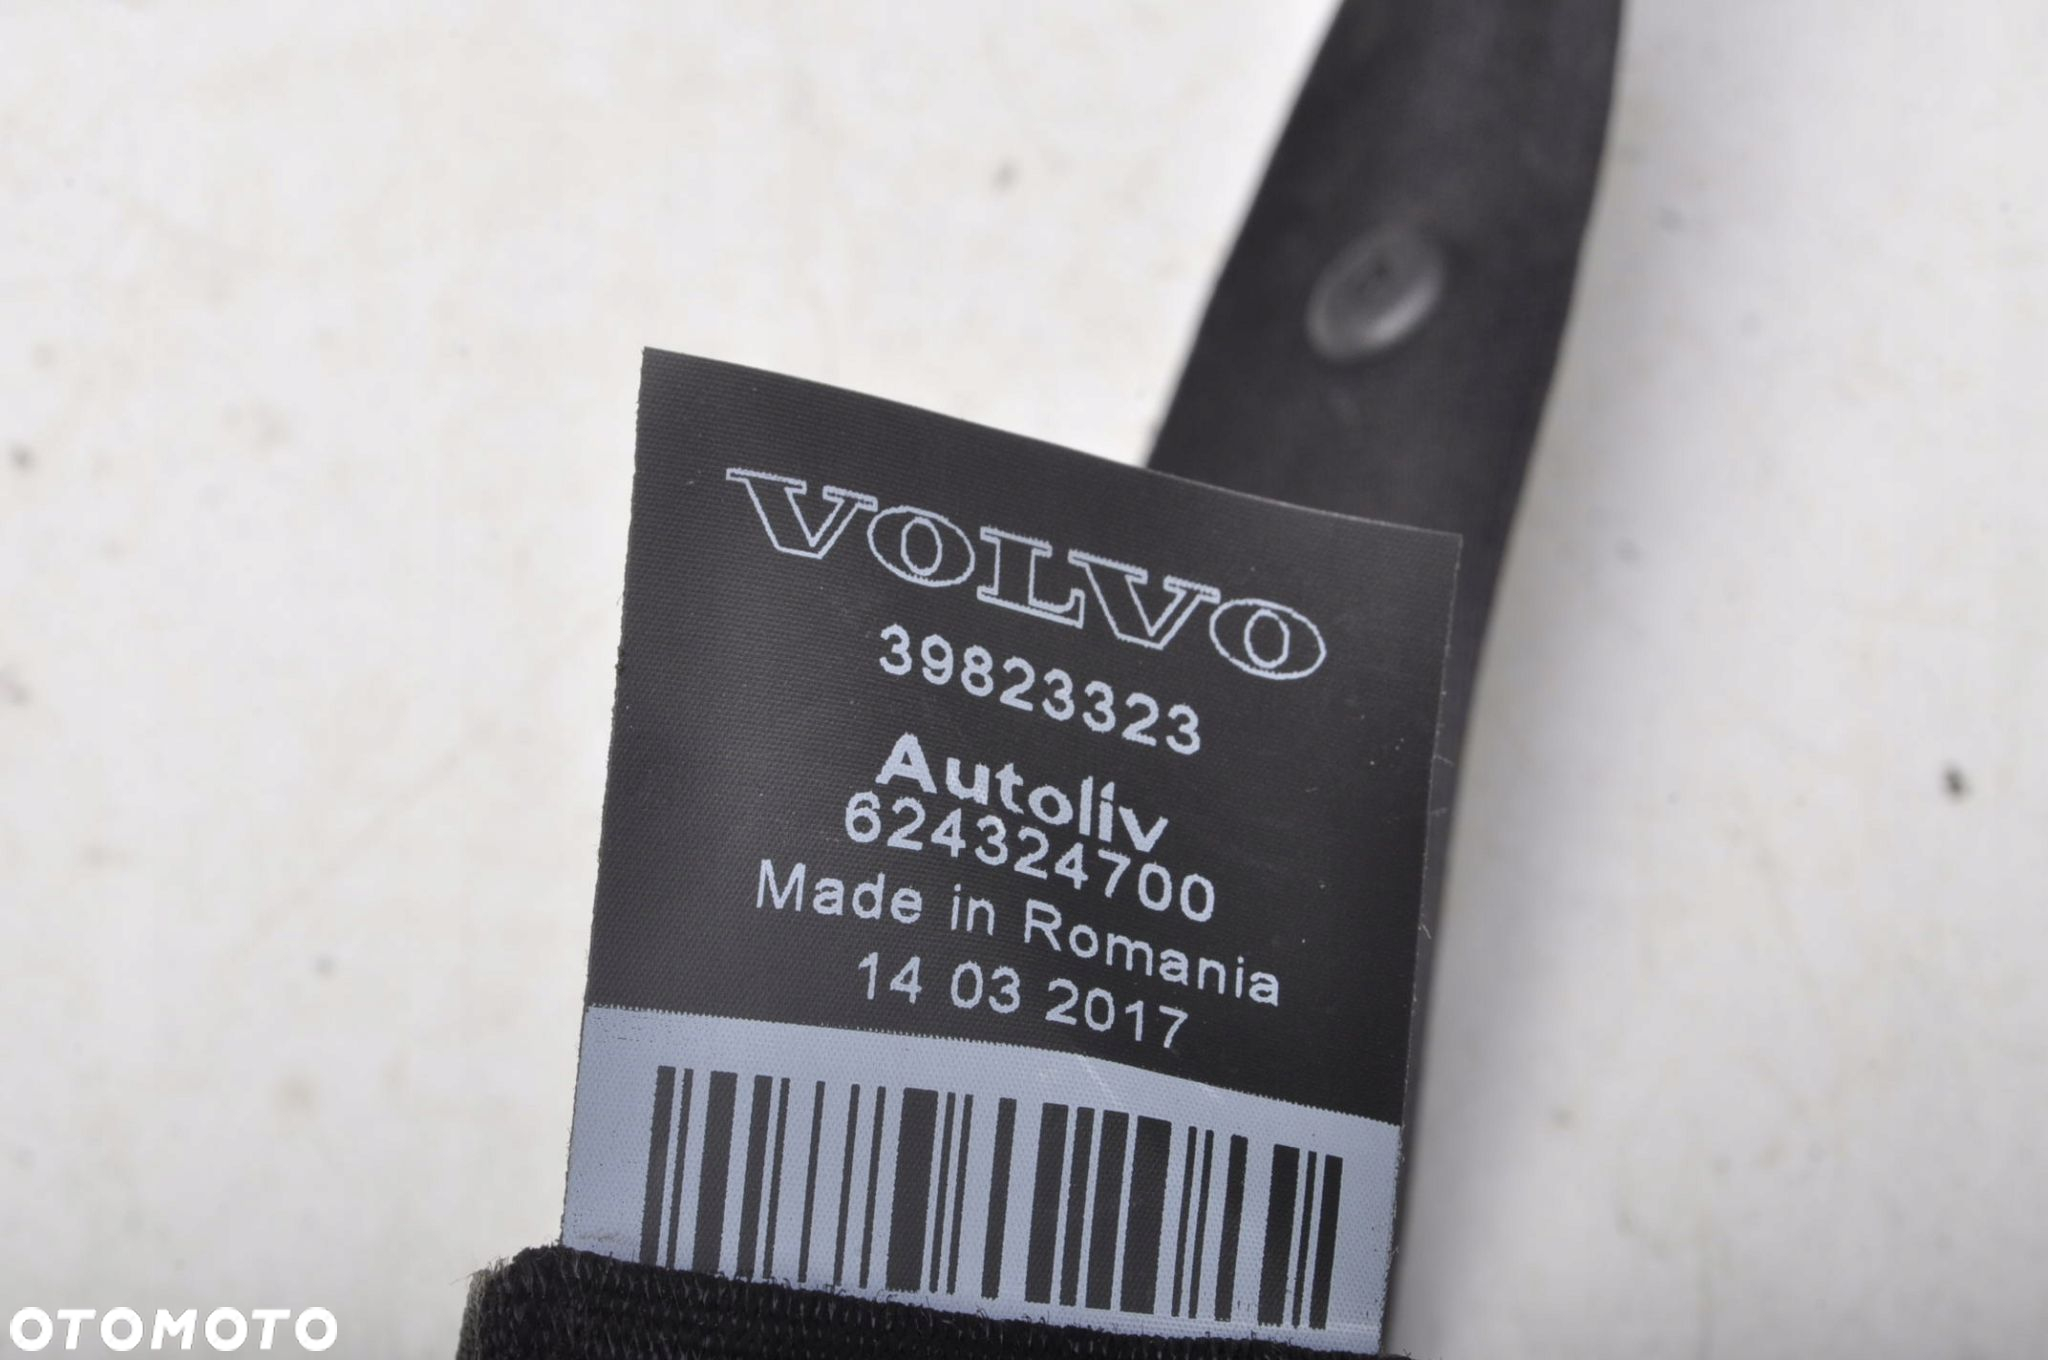 VOLVO
39823323
Autoliv
624324700
Made in Romania
14 03 2017
OTOMOTO